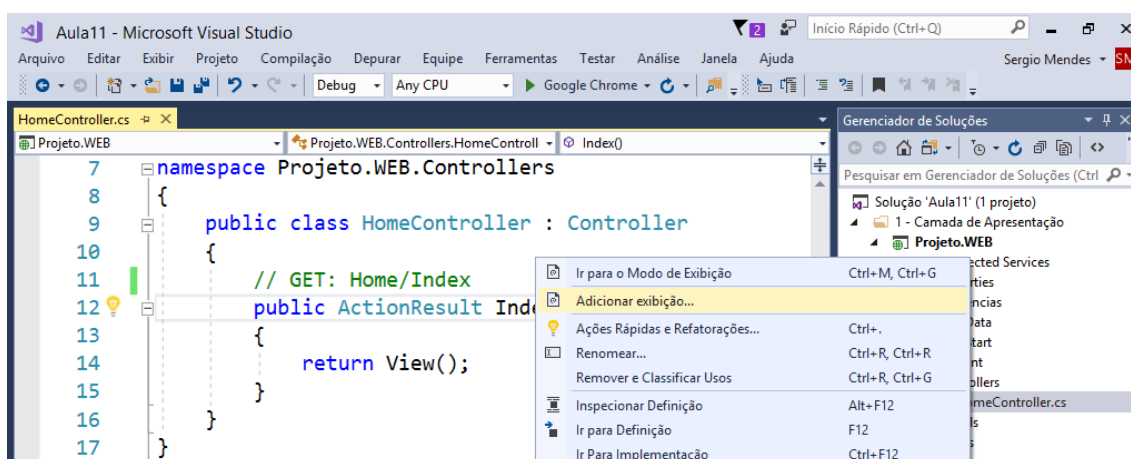 Aula11 - Microsoft Visual Studio
2
Início Rápido (Ctrl+Q)
Arquivo Editar Exibir Projeto Compilação Depurar Equipe Ferramentas Testar Análise Janela Ajuda
Sergio Mendes
SM
Debug Any CPU Google Chrome
HomeController.cs
Projeto.WEB Projeto.WEB.Controllers.HomeControll Index()
7 namespace Projeto.WEB.Controllers
8 {
9 public class HomeController : Controller
10 {
11 // GET: Home/Index
12 public ActionResult Inde
13 {
14 return View();
15 }
16 }
17 }
Ir para o Modo de Exibição Ctrl+M, Ctrl+G
Adicionar exibição...
Ações Rápidas e Refatorações... Ctrl+.
Renomear... Ctrl+R, Ctrl+R
Remover e Classificar Usos Ctrl+R, Ctrl+G
Inspecionar Definição Alt+F12
Ir para Definição F12
Ir Para Implementação Ctrl+F12
Gerenciador de Soluções
Pesquisar em Gerenciador de Soluções (Ctrl
Solução 'Aula11' (1 projeto)
1 - Camada de Apresentação
Projeto.WEB
ected Services
rties
ncias
Data
tart
nt
ollers
omeController.cs
ls